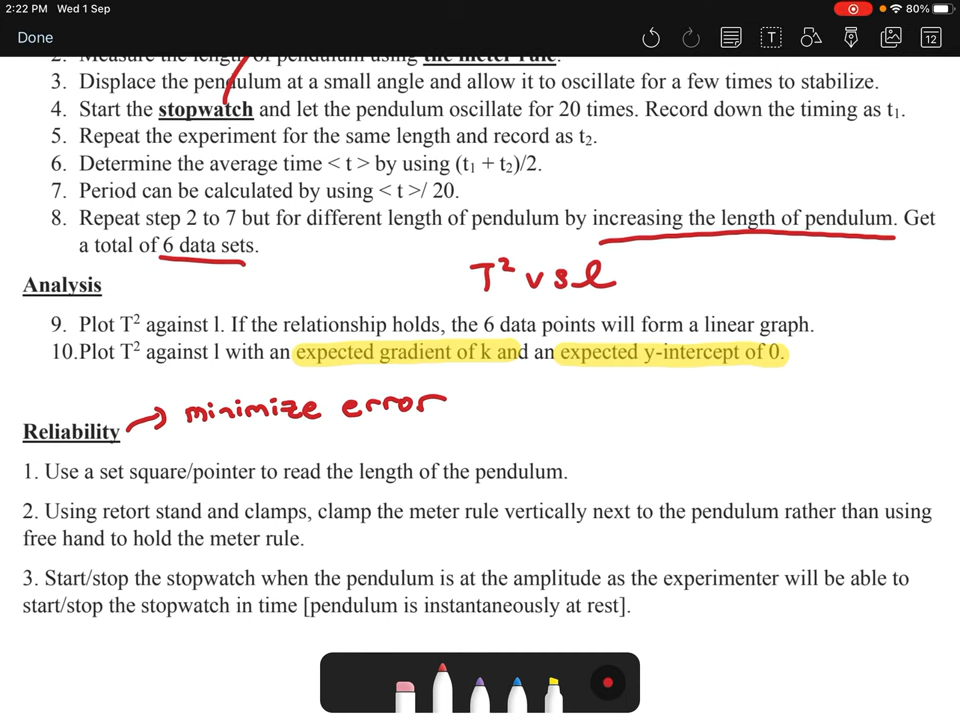 2:22 PM Wed 1 Sep
80%
Done
T
12
2. Measure the length of pendulum using the meter rule.
3. Displace the pendulum at a small angle and allow it to oscillate for a few times to stabilize.
4. Start the stopwatch and let the pendulum oscillate for 20 times. Record down the timing as t₁.
5. Repeat the experiment for the same length and record as t₂.
6. Determine the average time < t > by using (t₁ + t₂)/2.
7. Period can be calculated by using < t >/ 20.
8. Repeat step 2 to 7 but for different length of pendulum by increasing the length of pendulum. Get
a total of 6 data sets.
T² vs l
Analysis
9. Plot T² against l. If the relationship holds, the 6 data points will form a linear graph.
10.Plot T² against l with an expected gradient of k and an expected y-intercept of 0.
minimize error
Reliability
1. Use a set square/pointer to read the length of the pendulum.
2. Using retort stand and clamps, clamp the meter rule vertically next to the pendulum rather than using
free hand to hold the meter rule.
3. Start/stop the stopwatch when the pendulum is at the amplitude as the experimenter will be able to
start/stop the stopwatch in time [pendulum is instantaneously at rest].